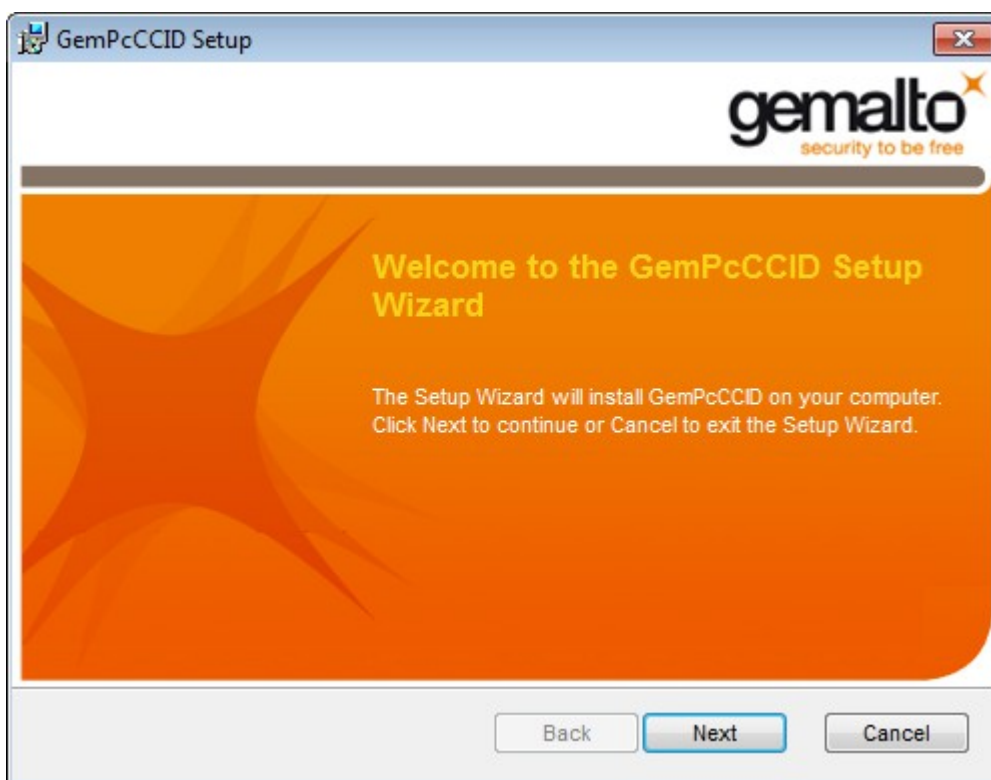 GemPcCCID Setup
gemalto
security to be free
Welcome to the GemPcCCID Setup
Wizard
The Setup Wizard will install GemPcCCID on your computer.
Click Next to continue or Cancel to exit the Setup Wizard.
Back
Next
Cancel